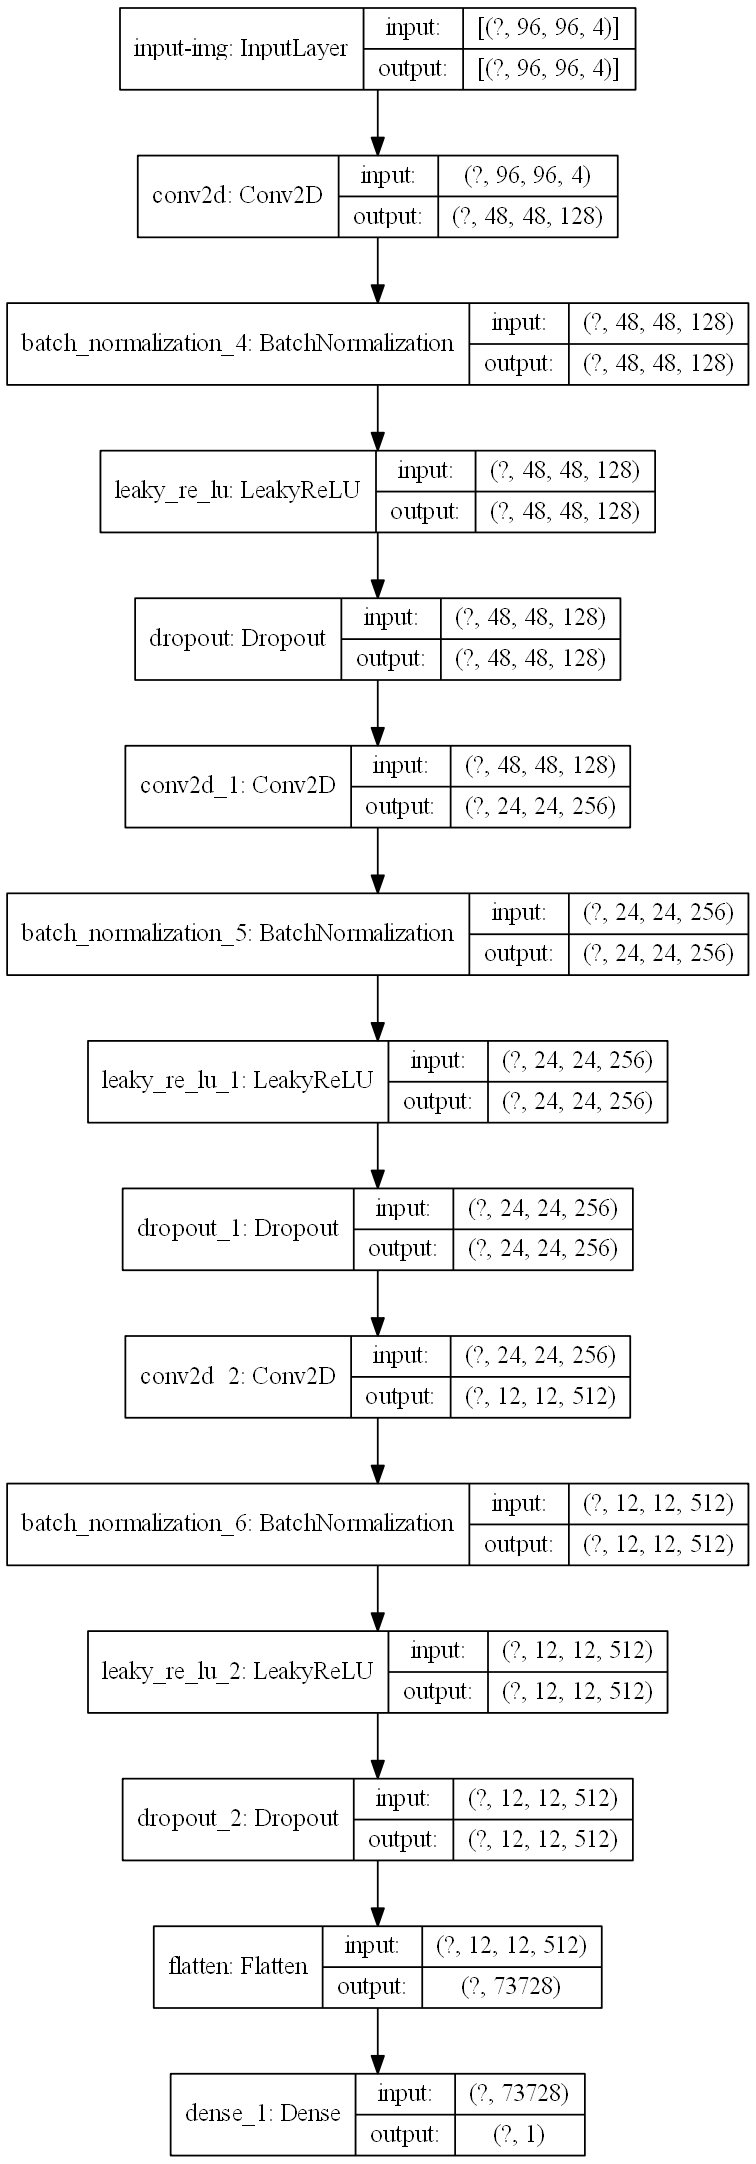 input-img: InputLayer
input: [(?, 96, 96, 4)]
output: [(?, 96, 96, 4)]
conv2d: Conv2D
input: (?, 96, 96, 4)
output: (?, 48, 48, 128)
batch_normalization_4: BatchNormalization
input: (?, 48, 48, 128)
output: (?, 48, 48, 128)
leaky_re_lu: LeakyReLU
input: (?, 48, 48, 128)
output: (?, 48, 48, 128)
dropout: Dropout
input: (?, 48, 48, 128)
output: (?, 48, 48, 128)
conv2d_1: Conv2D
input: (?, 48, 48, 128)
output: (?, 24, 24, 256)
batch_normalization_5: BatchNormalization
input: (?, 24, 24, 256)
output: (?, 24, 24, 256)
leaky_re_lu_1: LeakyReLU
input: (?, 24, 24, 256)
output: (?, 24, 24, 256)
dropout_1: Dropout
input: (?, 24, 24, 256)
output: (?, 24, 24, 256)
conv2d_2: Conv2D
input: (?, 24, 24, 256)
output: (?, 12, 12, 512)
batch_normalization_6: BatchNormalization
input: (?, 12, 12, 512)
output: (?, 12, 12, 512)
leaky_re_lu_2: LeakyReLU
input: (?, 12, 12, 512)
output: (?, 12, 12, 512)
dropout_2: Dropout
input: (?, 12, 12, 512)
output: (?, 12, 12, 512)
flatten: Flatten
input: (?, 12, 12, 512)
output: (?, 73728)
dense_1: Dense
input: (?, 73728)
output: (?, 1)